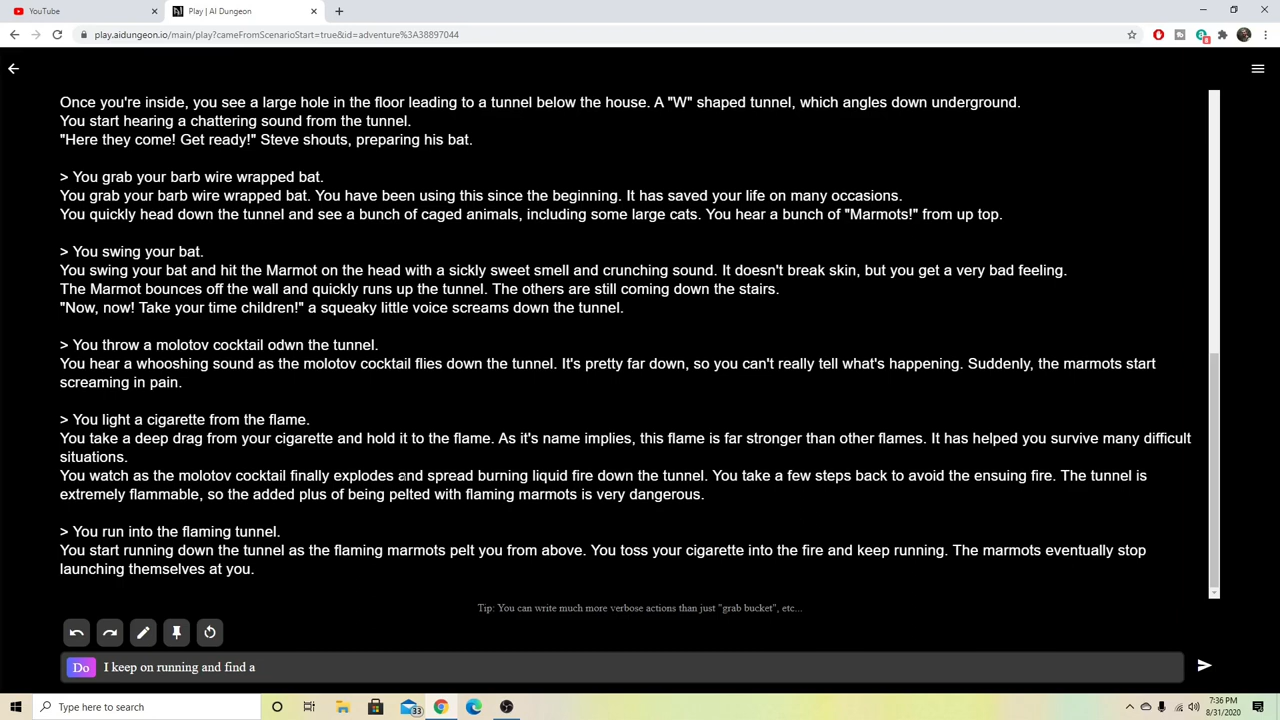 YouTube
Play | AI Dungeon
play.aidungeon.io/main/play?cameFromScenarioStart=true&id=adventure%3A38897044
8
Once you're inside, you see a large hole in the floor leading to a tunnel below the house. A "W" shaped tunnel, which angles down underground.
You start hearing a chattering sound from the tunnel.
"Here they come! Get ready!" Steve shouts, preparing his bat.
> You grab your barb wire wrapped bat.
You grab your barb wire wrapped bat. You have been using this since the beginning. It has saved your life on many occasions.
You quickly head down the tunnel and see a bunch of caged animals, including some large cats. You hear a bunch of "Marmots!" from up top.
> You swing your bat.
You swing your bat and hit the Marmot on the head with a sickly sweet smell and crunching sound. It doesn't break skin, but you get a very bad feeling.
The Marmot bounces off the wall and quickly runs up the tunnel. The others are still coming down the stairs.
"Now, now! Take your time children!" a squeaky little voice screams down the tunnel.
> You throw a molotov cocktail odwn the tunnel.
You hear a whooshing sound as the molotov cocktail flies down the tunnel. It's pretty far down, so you can't really tell what's happening. Suddenly, the marmots start
screaming in pain.
> You light a cigarette from the flame.
You take a deep drag from your cigarette and hold it to the flame. As it's name implies, this flame is far stronger than other flames. It has helped you survive many difficult
situations.
You watch as the molotov cocktail finally explodes and spread burning liquid fire down the tunnel. You take a few steps back to avoid the ensuing fire. The tunnel is
extremely flammable, so the added plus of being pelted with flaming marmots is very dangerous.
> You run into the flaming tunnel.
You start running down the tunnel as the flaming marmots pelt you from above. You toss your cigarette into the fire and keep running. The marmots eventually stop
launching themselves at you.
Tip: You can write much more verbose actions than just "grab bucket", etc...
Do I keep on running and find a
Type here to search
33
7:36 PM
8/31/2020